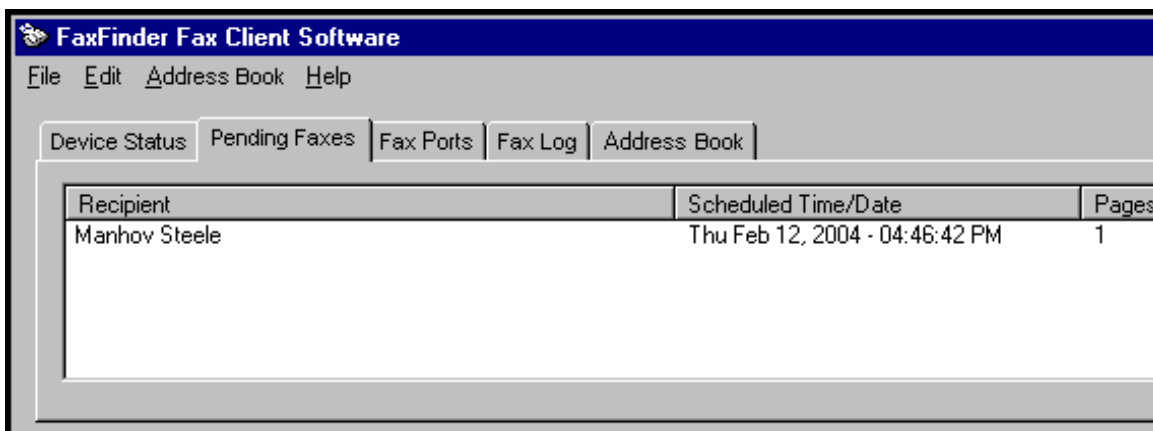 FaxFinder Fax Client Software
File Edit Address Book Help
Device Status Pending Faxes Fax Ports Fax Log Address Book
Recipient Scheduled Time/Date Pages
Manhov Steele Thu Feb 12, 2004 - 04:46:42 PM 1